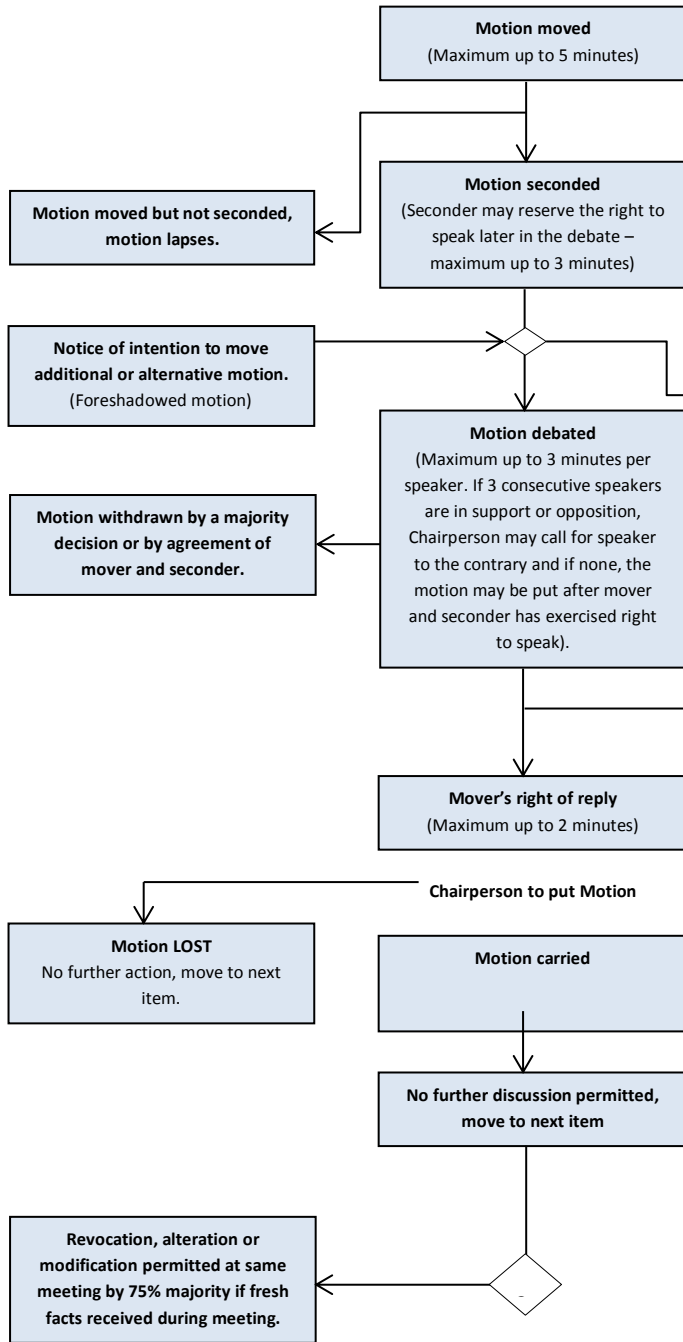 Motion moved
(Maximum up to 5 minutes)
Motion seconded
(Seconder may reserve the right to
speak later in the debate –
maximum up to 3 minutes)
Motion moved but not seconded,
motion lapses.
Notice of intention to move
additional or alternative motion.
(Foreshadowed motion)
Motion debated
(Maximum up to 3 minutes per
speaker. If 3 consecutive speakers
are in support or opposition,
Chairperson may call for speaker
to the contrary and if none, the
motion may be put after mover
and seconder has exercised right
to speak).
Motion withdrawn by a majority
decision or by agreement of
mover and seconder.
Mover’s right of reply
(Maximum up to 2 minutes)
Chairperson to put Motion
Motion LOST
No further action, move to next
item.
Motion carried
No further discussion permitted,
move to next item
Revocation, alteration or
modification permitted at same
meeting by 75% majority if fresh
facts received during meeting.